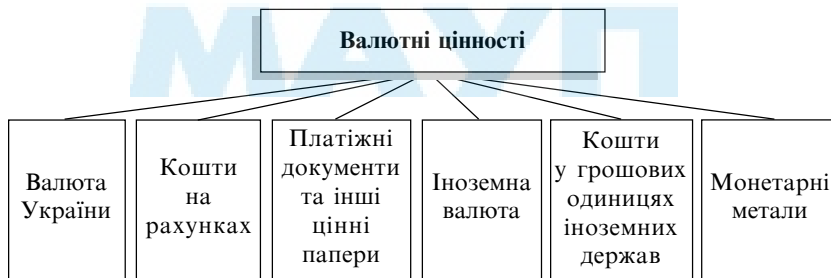 МАУП
Валютні цінності
Валюта
України
Кошти
на
рахунках
Платіжні
документи
та інші
цінні
папери
Іноземна
валюта
Кошти
у грошових
одиницях
іноземних
держав
Монетарні
метали